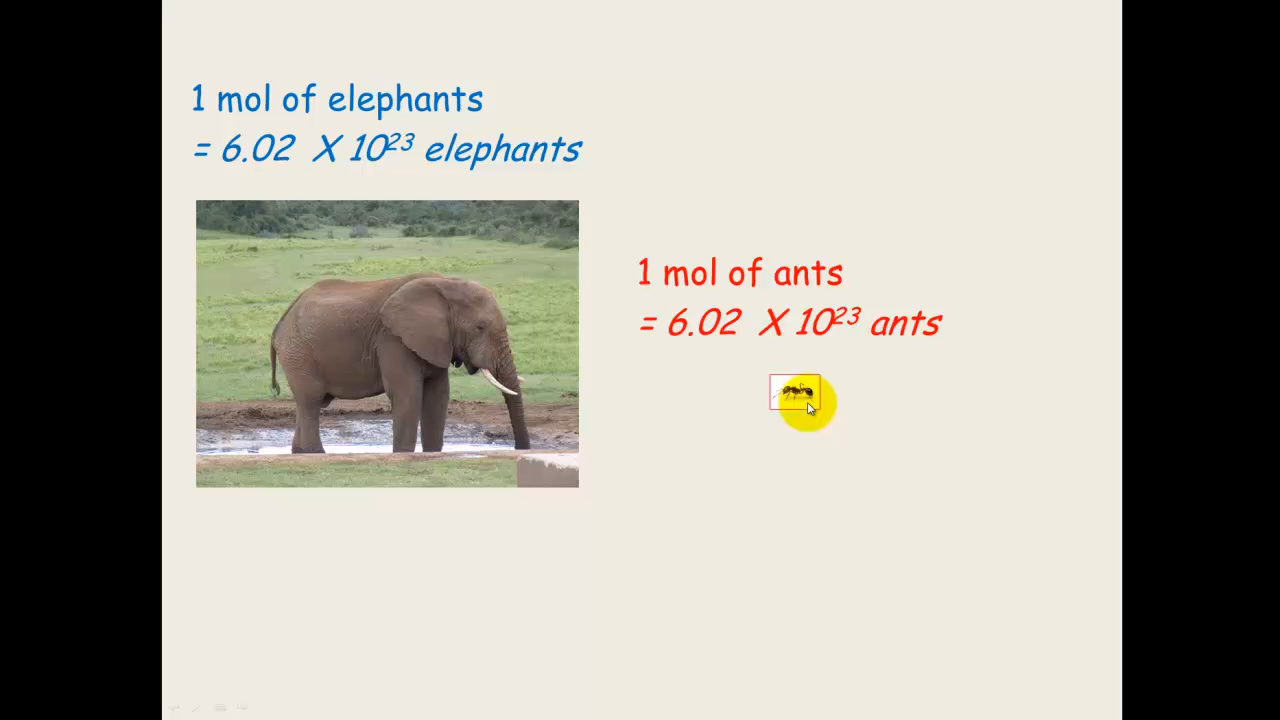 1 mol of elephants
= 6.02 X 10²³ elephants
1 mol of ants
= 6.02 X 10²³ ants